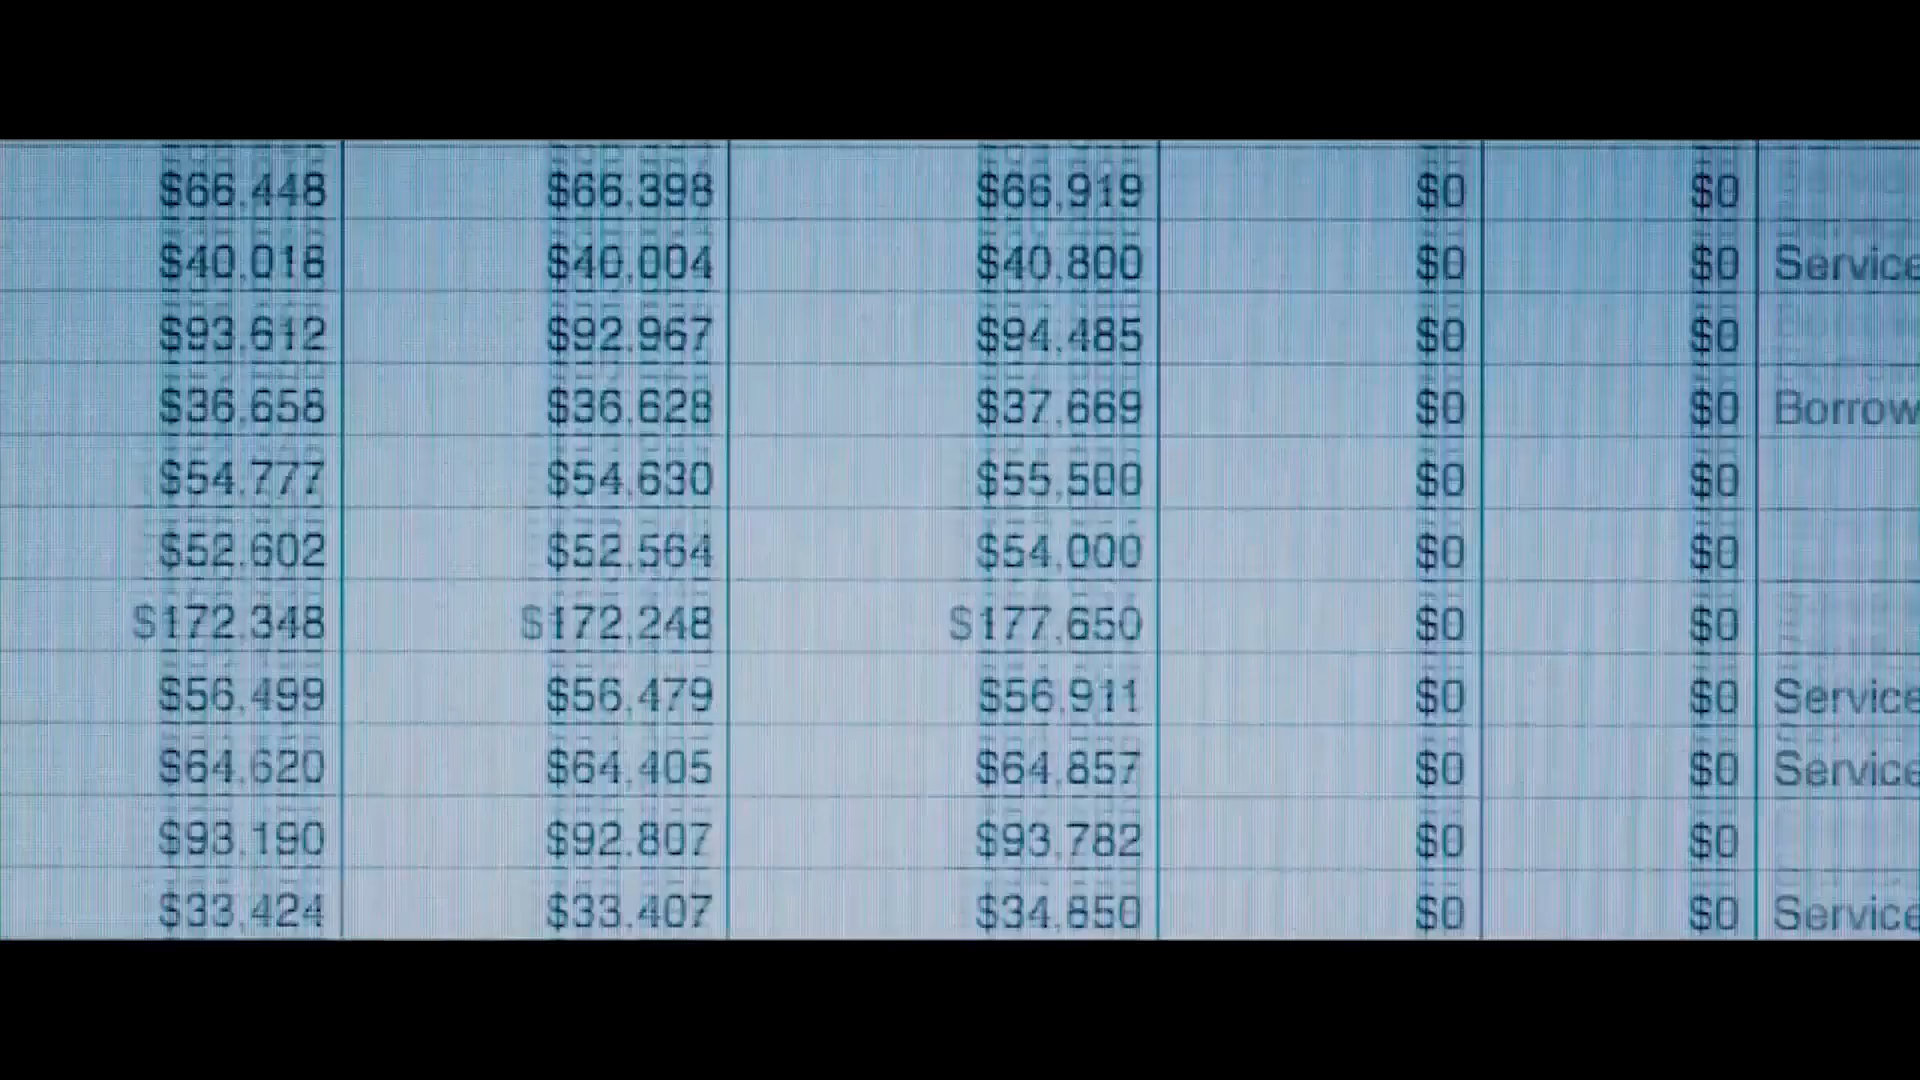 $66,448 $66,398 $66,919 $0 $0
$40,018 $40,004 $40,800 $0 $0 Service
$93,612 $92,967 $94,485 $0 $0
$36,658 $36,628 $37,669 $0 $0 Borrow
$54,777 $54,630 $55,500 $0 $0
$52,602 $52,564 $54,000 $0 $0
$172,348 $172,248 $177,650 $0 $0
$56,499 $56,479 $56,911 $0 $0 Service
$64,620 $64,405 $64,857 $0 $0 Service
$93,190 $92,807 $93,782 $0 $0
$33,424 $33,407 $34,850 $0 $0 Service